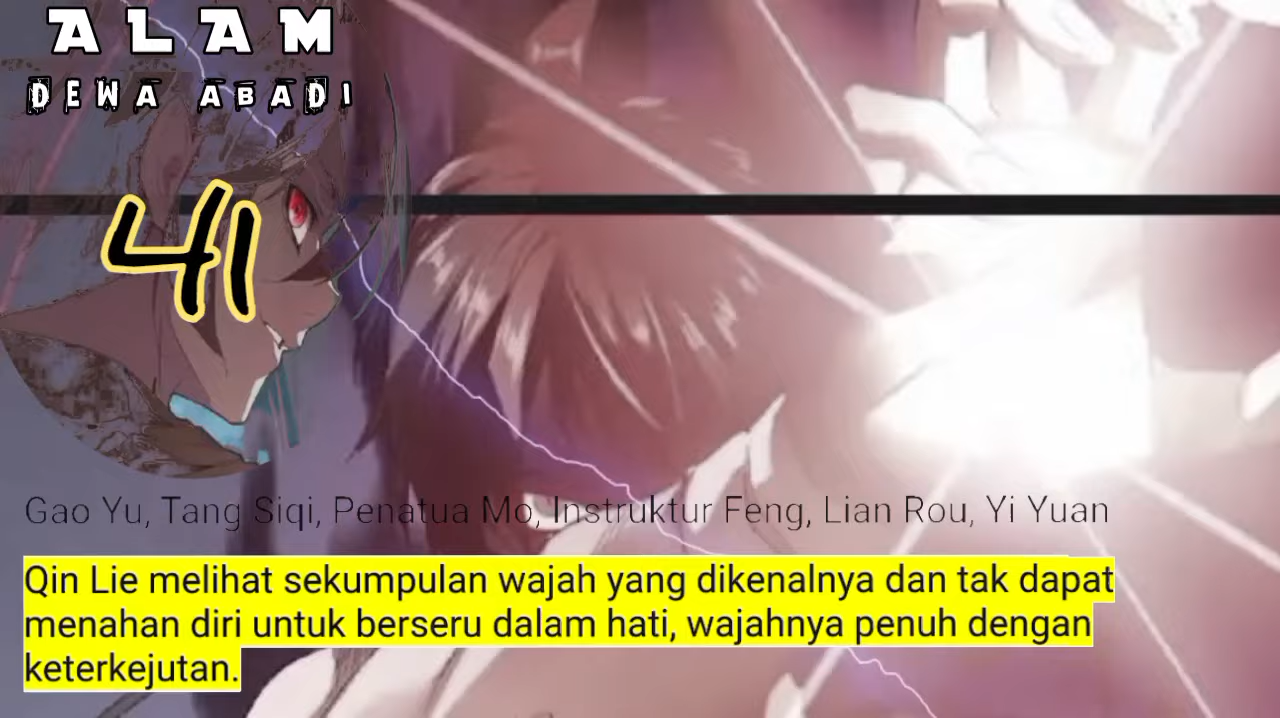 ALAM
DEWA ABADI
41
Gao Yu, Tang Siqi, Penatua Mo, Instruktur Feng, Lian Rou, Yi Yuan
Qin Lie melihat sekumpulan wajah yang dikenalnya dan tak dapat
menahan diri untuk berseru dalam hati, wajahnya penuh dengan
keterkejutan.